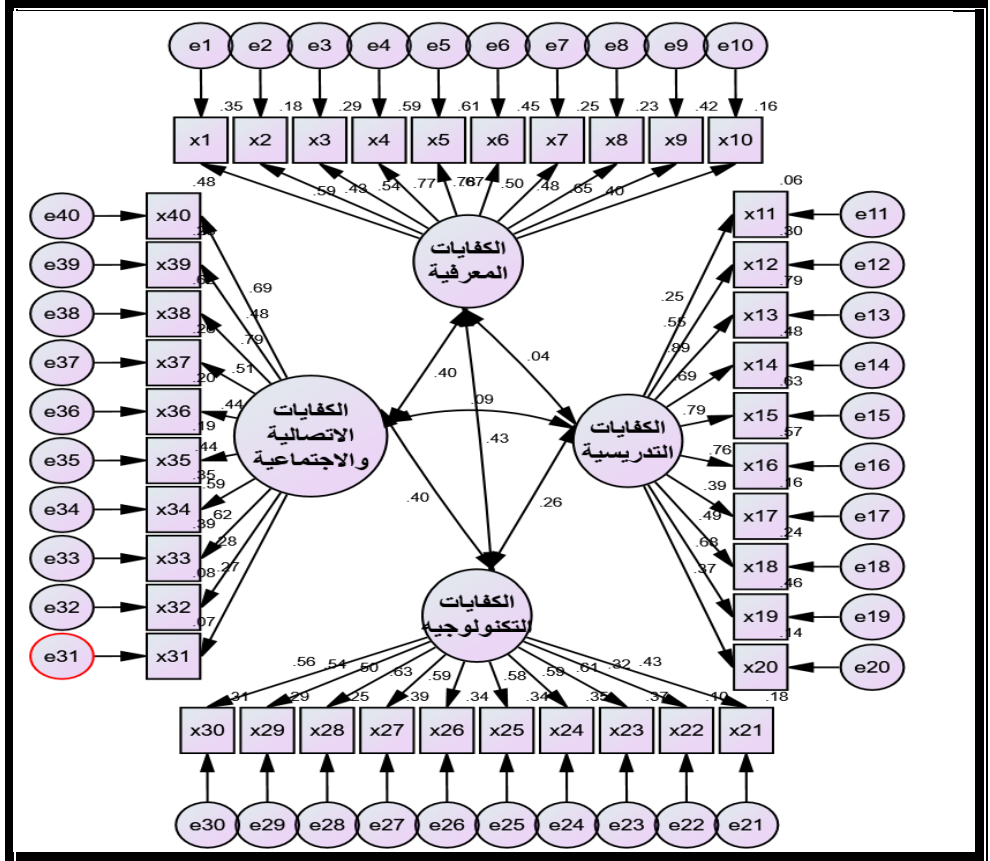 e1 e2 e3 e4 e5 e6 e7 e8 e9 e10
.35 .18 .29 .59 .61 .45 .25 .23 .42 .16
x1 x2 x3 x4 x5 x6 x7 x8 x9 x10
.59 .43 .54 .77 .78 .67 .50 .48 .65 .40
الكفايات
المعرفية
.06
x11 e11
.30
x12 e12
.79
x13 e13
.48
x14 e14
.63
x15 e15
.57
x16 e16
.16
x17 e17
.24
x18 e18
.46
x19 e19
.14
x20 e20
.25
.55
.89
.69
.79
.76
.39
.49
.68
.37
الكفايات
التدريسية
.48
e40 x40
e39 x39
e38 x38
e37 x37
.20
e36 x36
.19
e35 x35
.35
e34 x34
.39
e33 x33
.08
e32 x32
.07
e31 x31
.69
.48
.79
.51
.44
.44
.59
.62
.28
.27
الكفايات
الاتصالية
والاجتماعية
.40
.04
.09
.43
.40
.26
الكفايات
التكنولوجيه
.56 .54 .50 .63 .59 .58 .59 .61 .32 .43
.31 .29 .25 .39 .34 .34 .35 .37 .10 .18
x30 x29 x28 x27 x26 x25 x24 x23 x22 x21
e30 e29 e28 e27 e26 e25 e24 e23 e22 e21